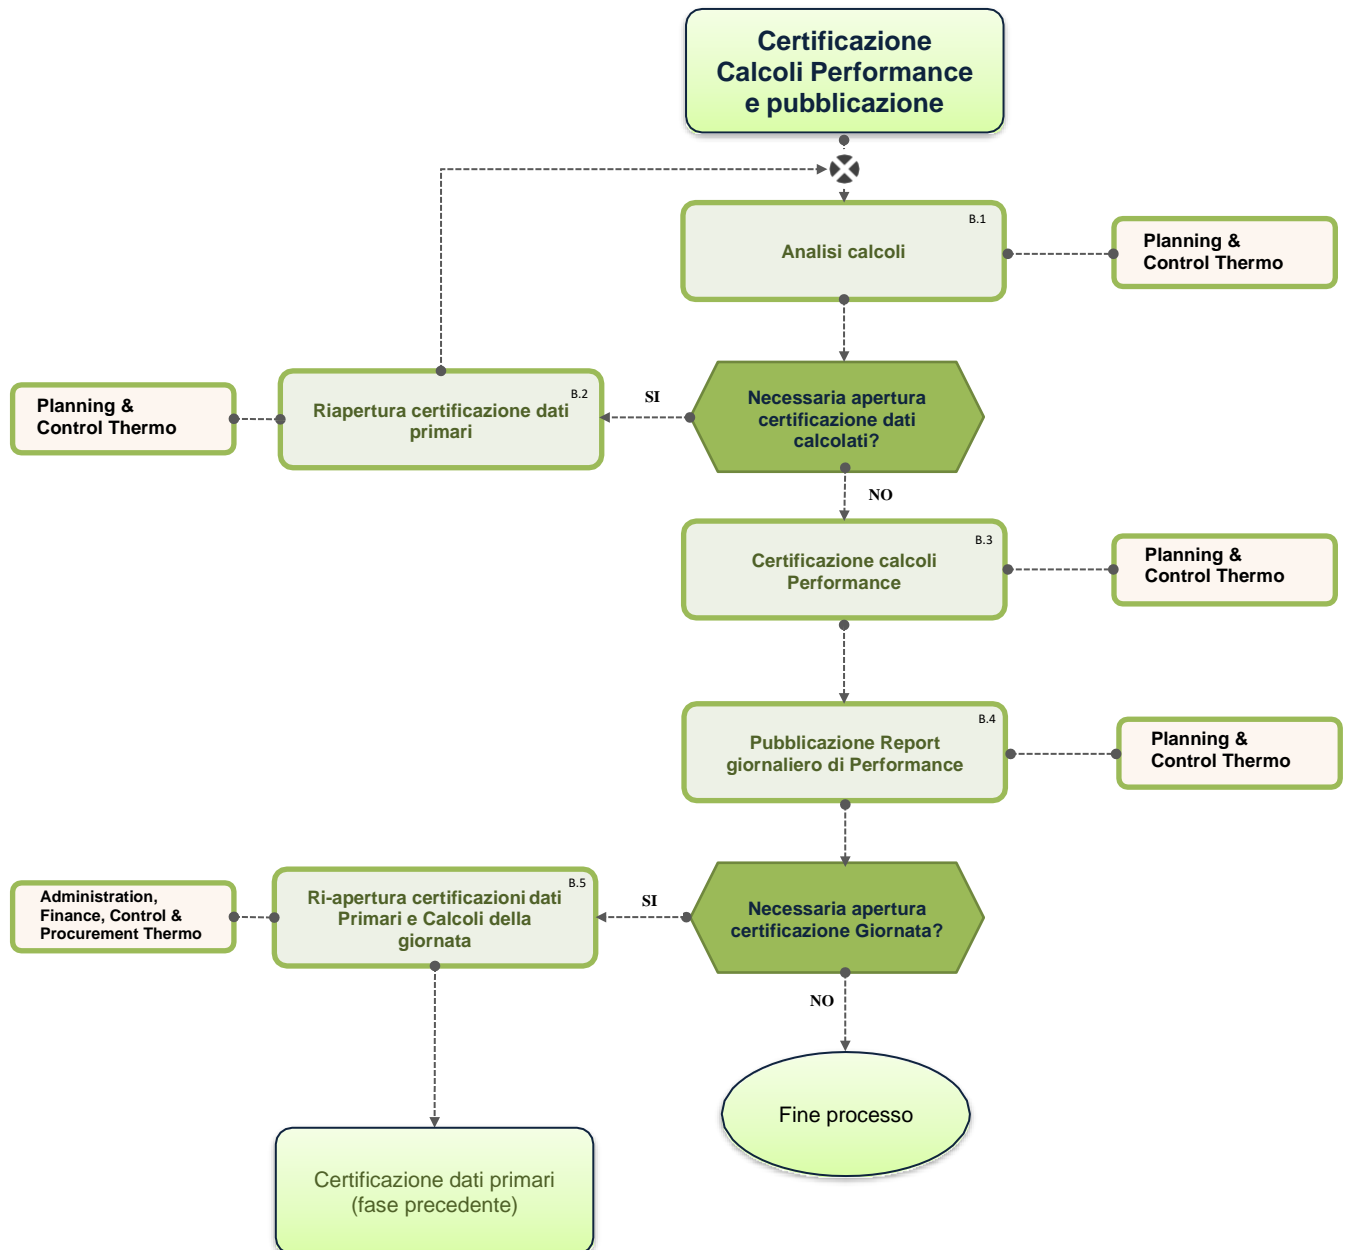 Certificazione
Calcoli Performance
e pubblicazione
B.1
Analisi calcoli
Planning &
Control Thermo
Planning &
Control Thermo
B.2
Riapertura certificazione dati
primari
SI
Necessaria apertura
certificazione dati
calcolati?
NO
B.3
Certificazione calcoli
Performance
Planning &
Control Thermo
B.4
Pubblicazione Report
giornaliero di Performance
Planning &
Control Thermo
Administration,
Finance, Control &
Procurement Thermo
B.5
Ri-apertura certificazioni dati
Primari e Calcoli della
giornata
SI
Necessaria apertura
certificazione Giornata?
NO
Fine processo
Certificazione dati primari
(fase precedente)